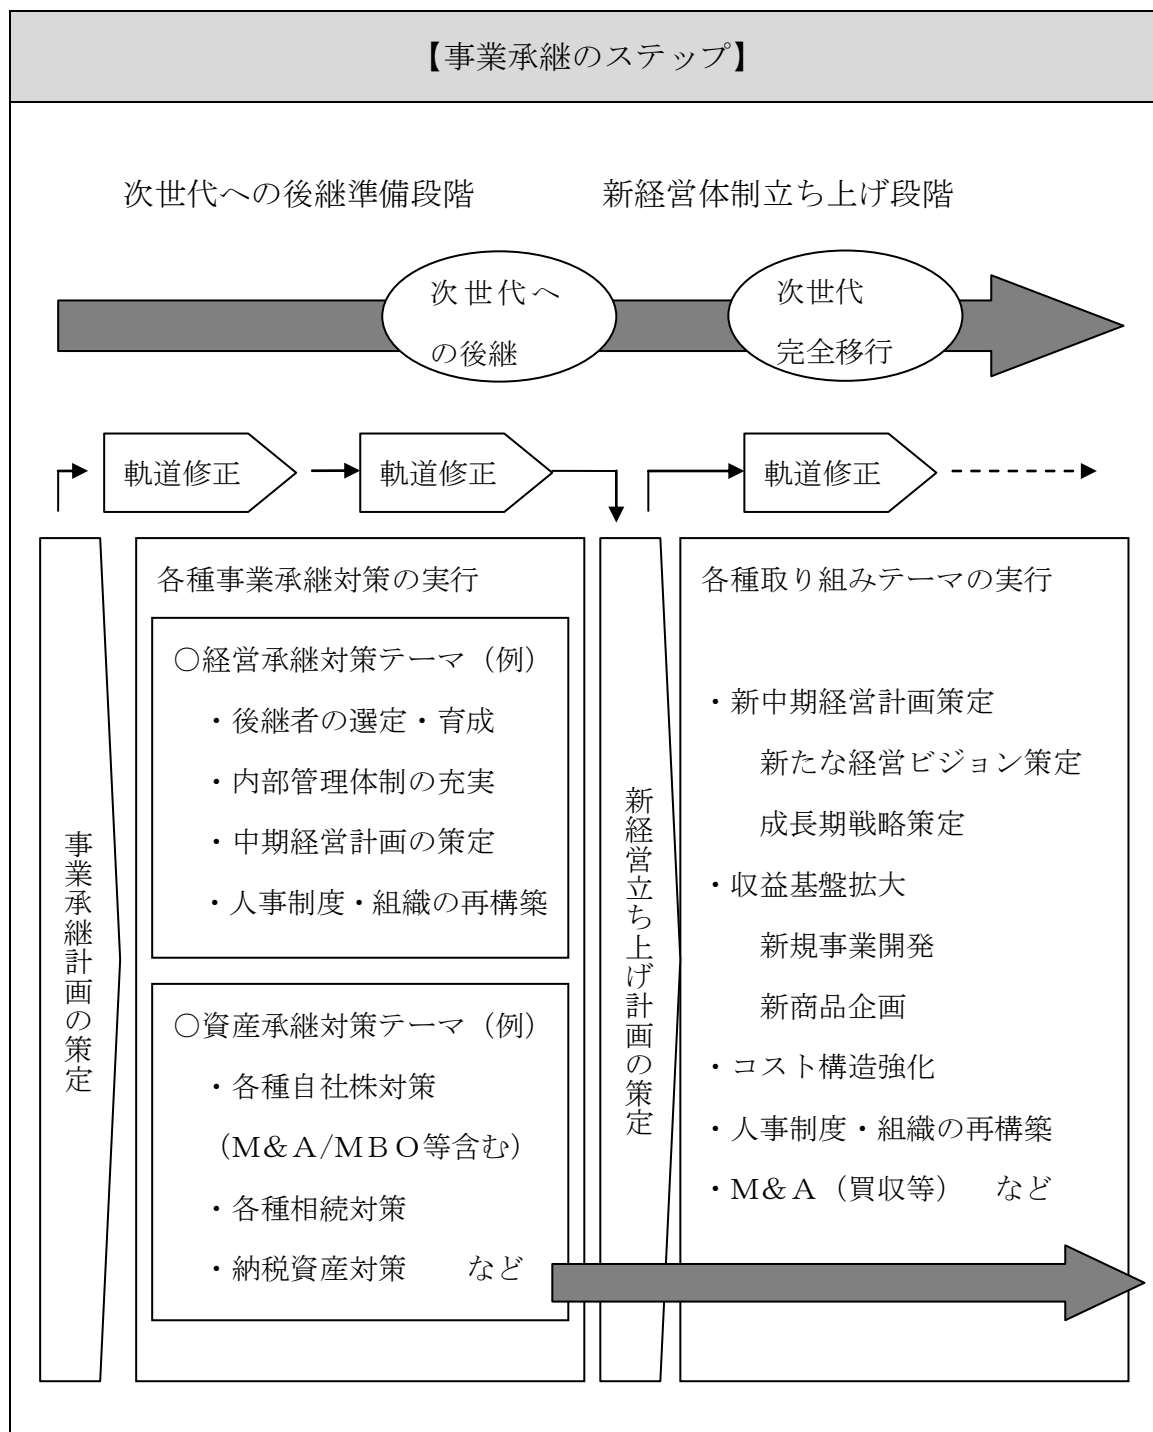 【事業承継のステップ】
次世代への後継準備段階
新経営体制立ち上げ段階
次世代へ
の後継
次世代
完全移行
軌道修正
軌道修正
軌道修正
事業承継計画の策定
各種事業承継対策の実行
○経営承継対策テーマ（例）
・後継者の選定・育成
・内部管理体制の充実
・中期経営計画の策定
・人事制度・組織の再構築
○資産承継対策テーマ（例）
・各種自社株対策
（M＆A/MBO等含む）
・各種相続対策
・納税資産対策　　など
新経営立ち上げ計画の策定
各種取り組みテーマの実行
・新中期経営計画策定
新たな経営ビジョン策定
成長期戦略策定
・収益基盤拡大
新規事業開発
新商品企画
・コスト構造強化
・人事制度・組織の再構築
・M＆A（買収等）　など